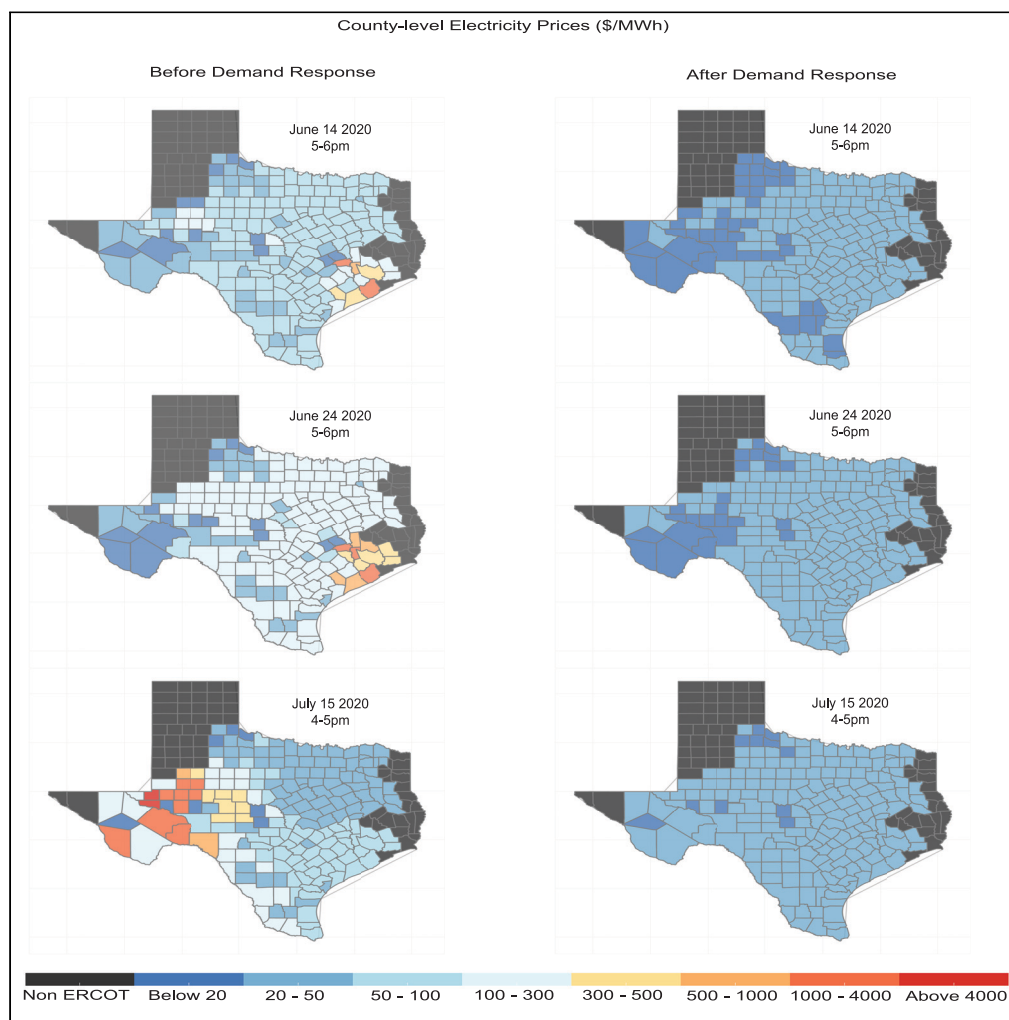 County-level Electricity Prices ($/MWh)
Before Demand Response
After Demand Response
June 14 2020
5-6pm
June 14 2020
5-6pm
June 24 2020
5-6pm
June 24 2020
5-6pm
July 15 2020
4-5pm
July 15 2020
4-5pm
Non ERCOT
Below 20
20 - 50
50 - 100
100 - 300
300 - 500
500 - 1000
1000 - 4000
Above 4000